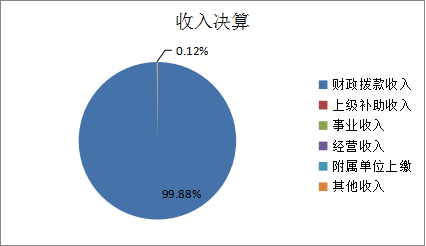 收入决算
0.12%
99.88%
财政拨款收入
上级补助收入
事业收入
经营收入
附属单位上缴
其他收入